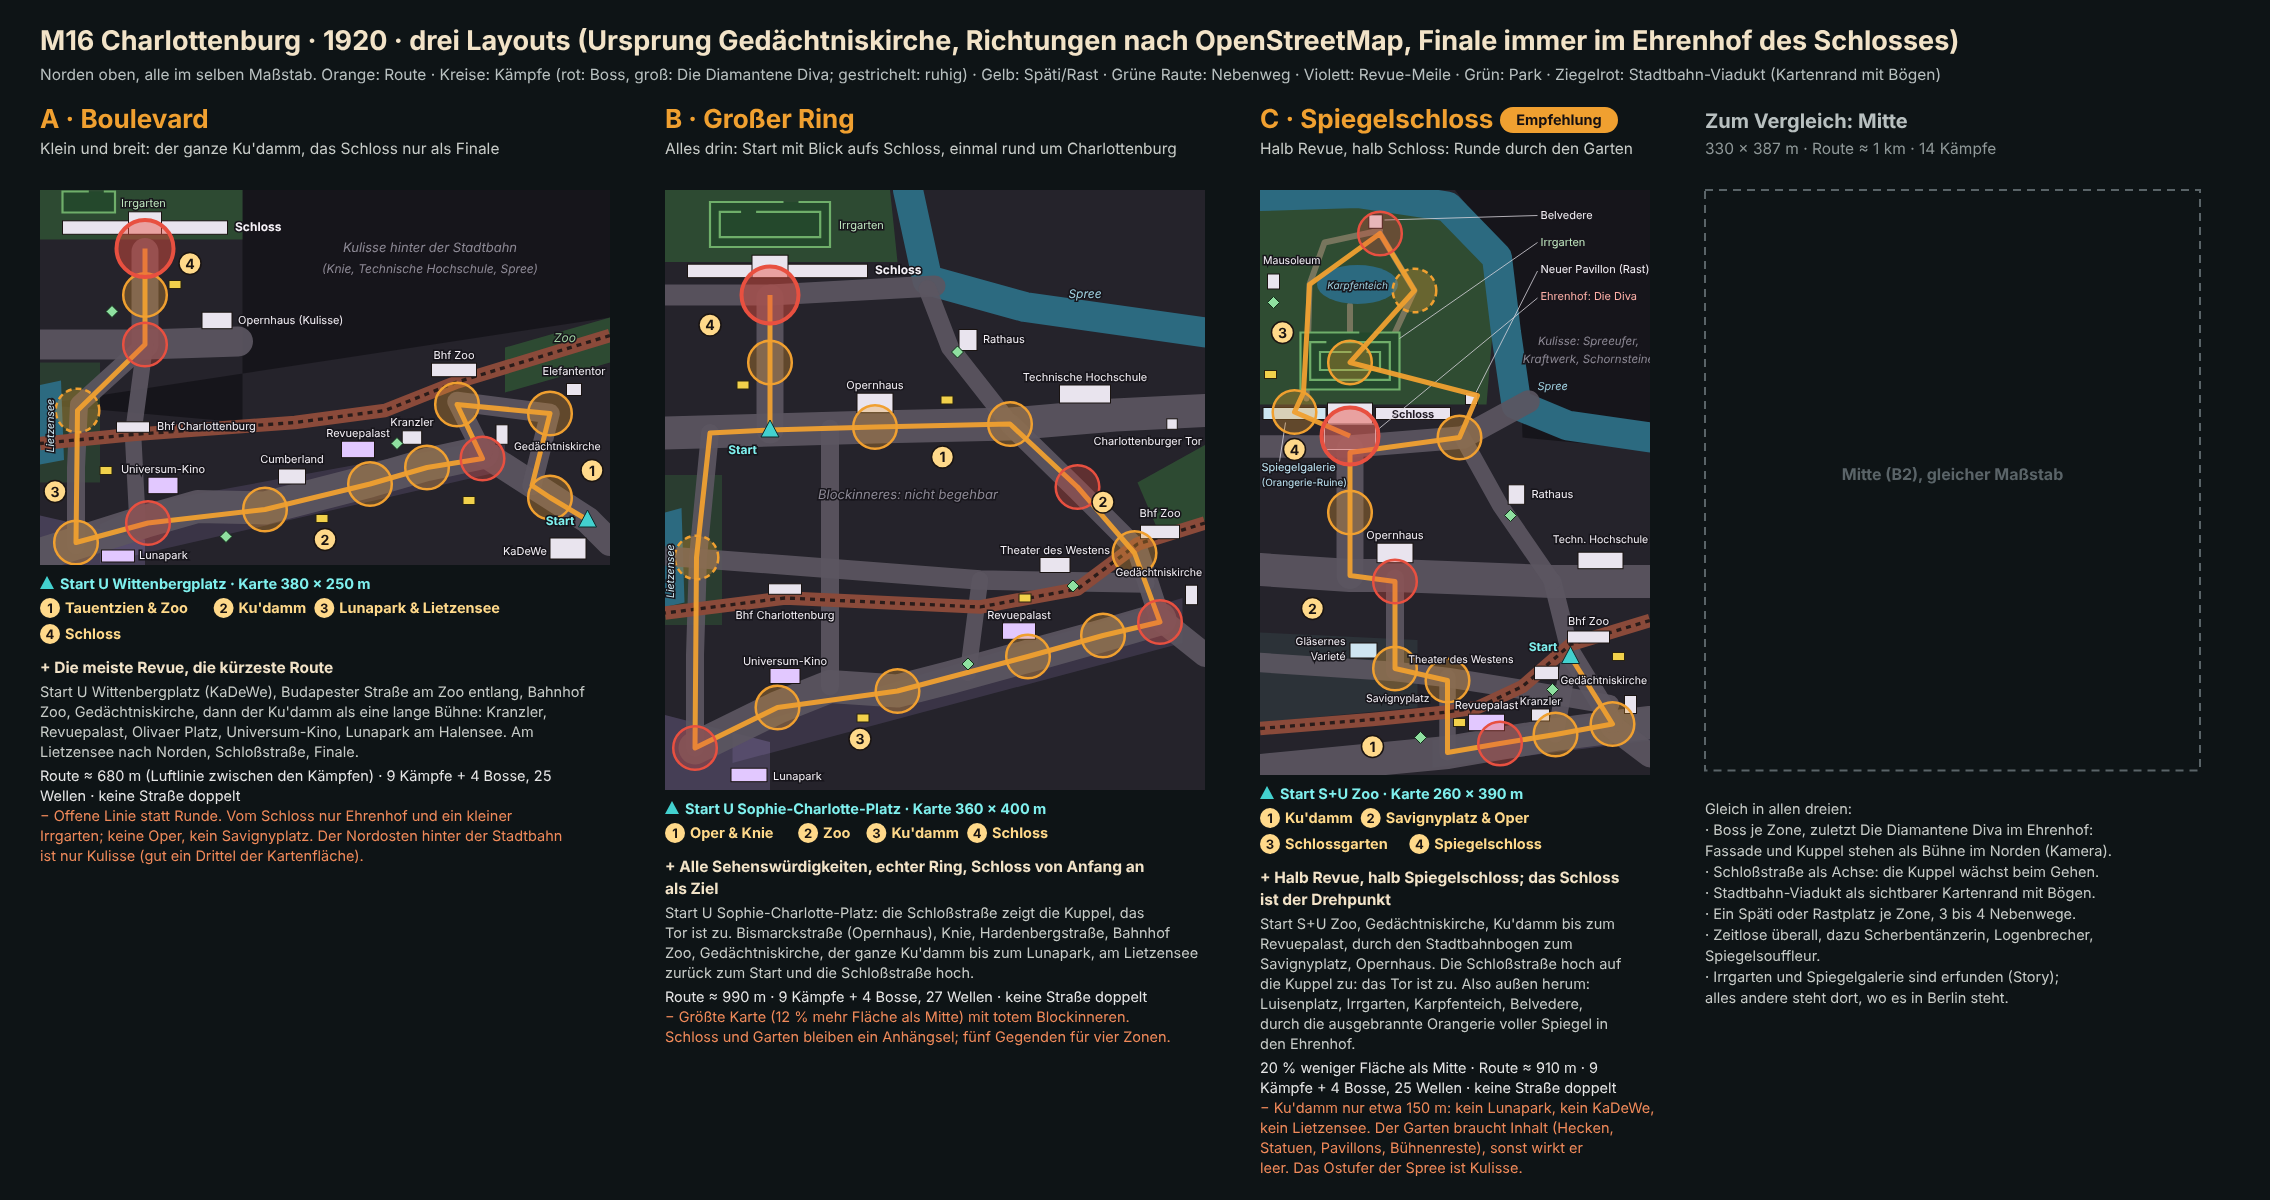 M16 Charlottenburg · 1920 · drei Layouts (Ursprung Gedächtniskirche, Richtungen nach OpenStreetMap, Finale immer im Ehrenhof des Schlosses)
Norden oben, alle im selben Maßstab. Orange: Route · Kreise: Kämpfe (rot: Boss, groß: Die Diamantene Diva; gestrichelt: ruhig) · Gelb: Späti/Rast · Grüne Raute: Nebenweg · Violett: Revue-Meile · Grün: Park · Ziegelrot: Stadtbahn-Viadukt (Kartenrand mit Bögen)
A · Boulevard
Klein und breit: der ganze Ku'damm, das Schloss nur als Finale
Irrgarten
Schloss
Kulisse hinter der Stadtbahn
(Knie, Technische Hochschule, Spree)
4
Opernhaus (Kulisse)
Zoo
Bhf Zoo
Elefantentor
Lietzensee
Bhf Charlottenburg
Kranzler
Revuepalast
Gedächtniskirche
Cumberland
Universum-Kino
1
3
Start
2
KaDeWe
Lunapark
Start U Wittenbergplatz · Karte 380 × 250 m
1 Tauentzien & Zoo 2 Ku'damm 3 Lunapark & Lietzensee
4 Schloss
+ Die meiste Revue, die kürzeste Route
Start U Wittenbergplatz (KaDeWe), Budapester Straße am Zoo entlang, Bahnhof
Zoo, Gedächtniskirche, dann der Ku'damm als eine lange Bühne: Kranzler,
Revuepalast, Olivaer Platz, Universum-Kino, Lunapark am Halensee. Am
Lietzensee nach Norden, Schloßstraße, Finale.
Route ≈ 680 m (Luftlinie zwischen den Kämpfen) · 9 Kämpfe + 4 Bosse, 25
Wellen · keine Straße doppelt
− Offene Linie statt Runde. Vom Schloss nur Ehrenhof und ein kleiner
Irrgarten; keine Oper, kein Savignyplatz. Der Nordosten hinter der Stadtbahn
ist nur Kulisse (gut ein Drittel der Kartenfläche).
B · Großer Ring
Alles drin: Start mit Blick aufs Schloss, einmal rund um Charlottenburg
Irrgarten
Schloss
Spree
4
Rathaus
Technische Hochschule
Opernhaus
Charlottenburger Tor
Start
1
Blockinneres: nicht begehbar
2
Bhf Zoo
Theater des Westens
Lietzensee
Gedächtniskirche
Bhf Charlottenburg
Revuepalast
Universum-Kino
3
Lunapark
Start U Sophie-Charlotte-Platz · Karte 360 × 400 m
1 Oper & Knie 2 Zoo 3 Ku'damm 4 Schloss
+ Alle Sehenswürdigkeiten, echter Ring, Schloss von Anfang an
als Ziel
Start U Sophie-Charlotte-Platz: die Schloßstraße zeigt die Kuppel, das
Tor ist zu. Bismarckstraße (Opernhaus), Knie, Hardenbergstraße, Bahnhof
Zoo, Gedächtniskirche, der ganze Ku'damm bis zum Lunapark, am Lietzensee
zurück zum Start und die Schloßstraße hoch.
Route ≈ 990 m · 9 Kämpfe + 4 Bosse, 27 Wellen · keine Straße doppelt
− Größte Karte (12 % mehr Fläche als Mitte) mit totem Blockinneren.
Schloss und Garten bleiben ein Anhängsel; fünf Gegenden für vier Zonen.
C · Spiegelschloss Empfehlung
Halb Revue, halb Schloss: Runde durch den Garten
Belvedere
Irrgarten
Mausoleum
Neuer Pavillon (Rast)
Karpfenteich
Ehrenhof: Die Diva
3
Kulisse: Spreeufer,
Kraftwerk, Schornsteine
Spree
Schloss
4
Spiegelgalerie
(Orangerie-Ruine)
Rathaus
Opernhaus
Techn. Hochschule
2
Bhf Zoo
Gläsernes
Varieté
Start
Theater des Westens
Gedächtniskirche
Savignyplatz
Revuepalast
Kranzler
1
Start S+U Zoo · Karte 260 × 390 m
1 Ku'damm 2 Savignyplatz & Oper
3 Schlossgarten 4 Spiegelschloss
+ Halb Revue, halb Spiegelschloss; das Schloss
ist der Drehpunkt
Start S+U Zoo, Gedächtniskirche, Ku'damm bis zum
Revuepalast, durch den Stadtbahnbogen zum
Savignyplatz, Opernhaus. Die Schloßstraße hoch auf
die Kuppel zu: das Tor ist zu. Also außen herum:
Luisenplatz, Irrgarten, Karpfenteich, Belvedere,
durch die ausgebrannte Orangerie voller Spiegel in
den Ehrenhof.
20 % weniger Fläche als Mitte · Route ≈ 910 m · 9
Kämpfe + 4 Bosse, 25 Wellen · keine Straße doppelt
− Ku'damm nur etwa 150 m: kein Lunapark, kein KaDeWe,
kein Lietzensee. Der Garten braucht Inhalt (Hecken,
Statuen, Pavillons, Bühnenreste), sonst wirkt er
leer. Das Ostufer der Spree ist Kulisse.
Zum Vergleich: Mitte
330 × 387 m · Route ≈ 1 km · 14 Kämpfe
Mitte (B2), gleicher Maßstab
Gleich in allen dreien:
· Boss je Zone, zuletzt Die Diamantene Diva im Ehrenhof:
Fassade und Kuppel stehen als Bühne im Norden (Kamera).
· Schloßstraße als Achse: die Kuppel wächst beim Gehen.
· Stadtbahn-Viadukt als sichtbarer Kartenrand mit Bögen.
· Ein Späti oder Rastplatz je Zone, 3 bis 4 Nebenwege.
· Zeitlose überall, dazu Scherbentänzerin, Logenbrecher,
Spiegelsouffleur.
· Irrgarten und Spiegelgalerie sind erfunden (Story);
alles andere steht dort, wo es in Berlin steht.